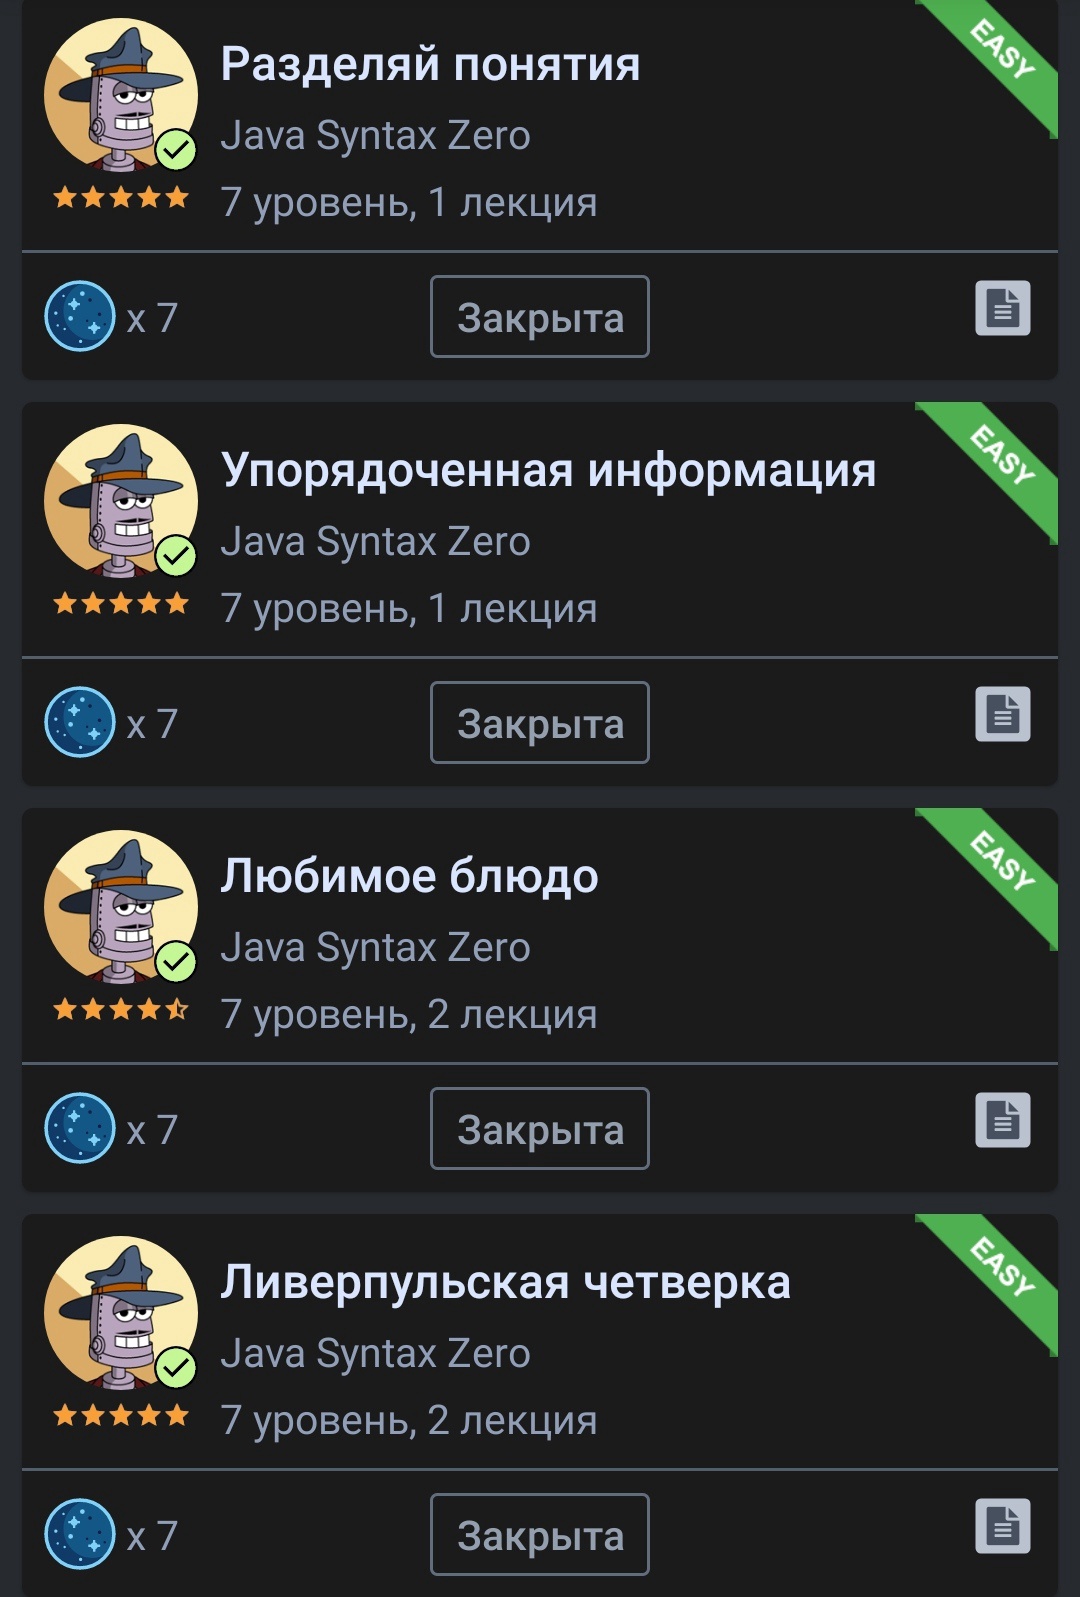 Разделяй понятия
EASY
Java Syntax Zero
7 уровень, 1 лекция
x 7
Закрыта
Упорядоченная информация
EASY
Java Syntax Zero
7 уровень, 1 лекция
x 7
Закрыта
Любимое блюдо
EASY
Java Syntax Zero
7 уровень, 2 лекция
x 7
Закрыта
Ливерпульская четверка
EASY
Java Syntax Zero
7 уровень, 2 лекция
x 7
Закрыта